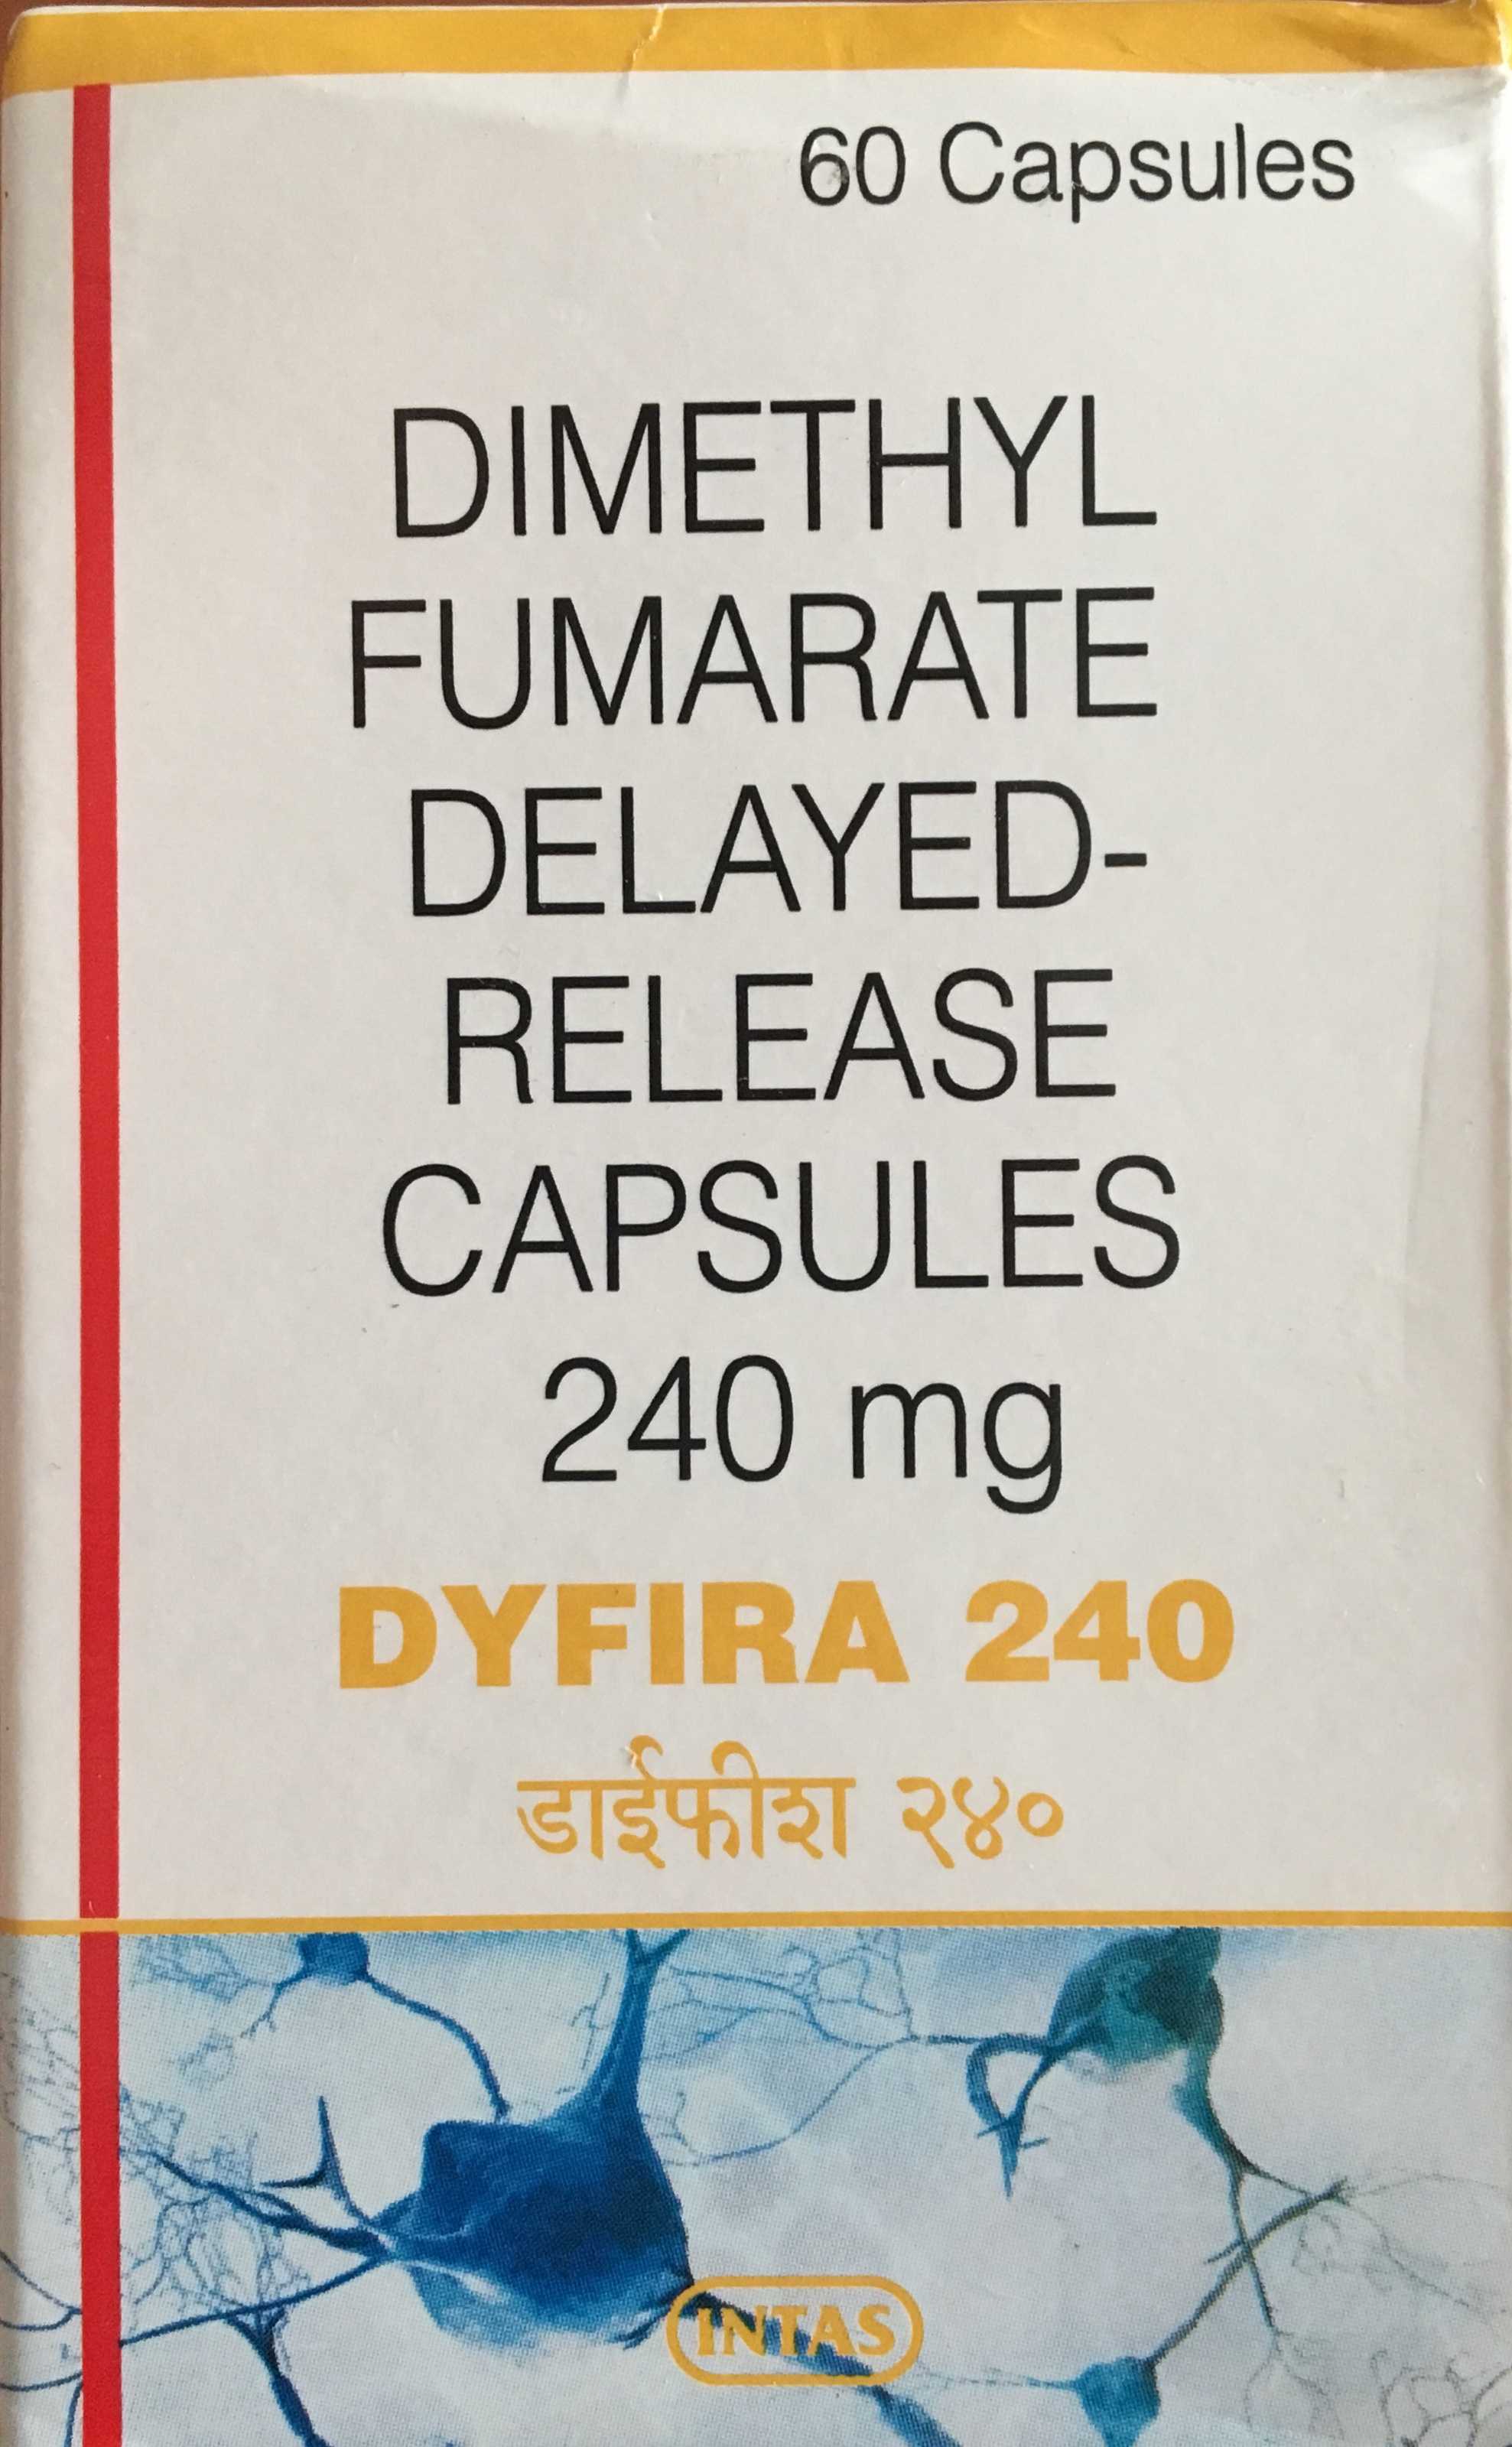 60 Capsules
DIMETHYL
FUMARATE
DELAYED-
RELEASE
CAPSULES
240 mg
DYFIRA 240
डाईफीरा २४०
INTAS